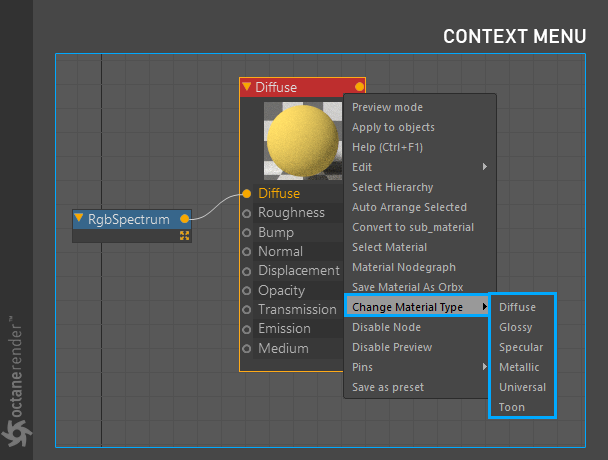 CONTEXT MENU
Diffuse
Preview mode
Apply to objects
Help (Ctrl+F1)
Edit
Select Hierarchy
Auto Arrange Selected
Convert to sub_material
Select Material
Material Nodegraph
Save Material As Orbx
Change Material Type
Disable Node
Disable Preview
Pins
Save as preset
Diffuse
Glossy
Specular
Metallic
Universal
Toon
RgbSpectrum
Diffuse
Roughness
Bump
Normal
Displacement
Opacity
Transmission
Emission
Medium
octanerender™